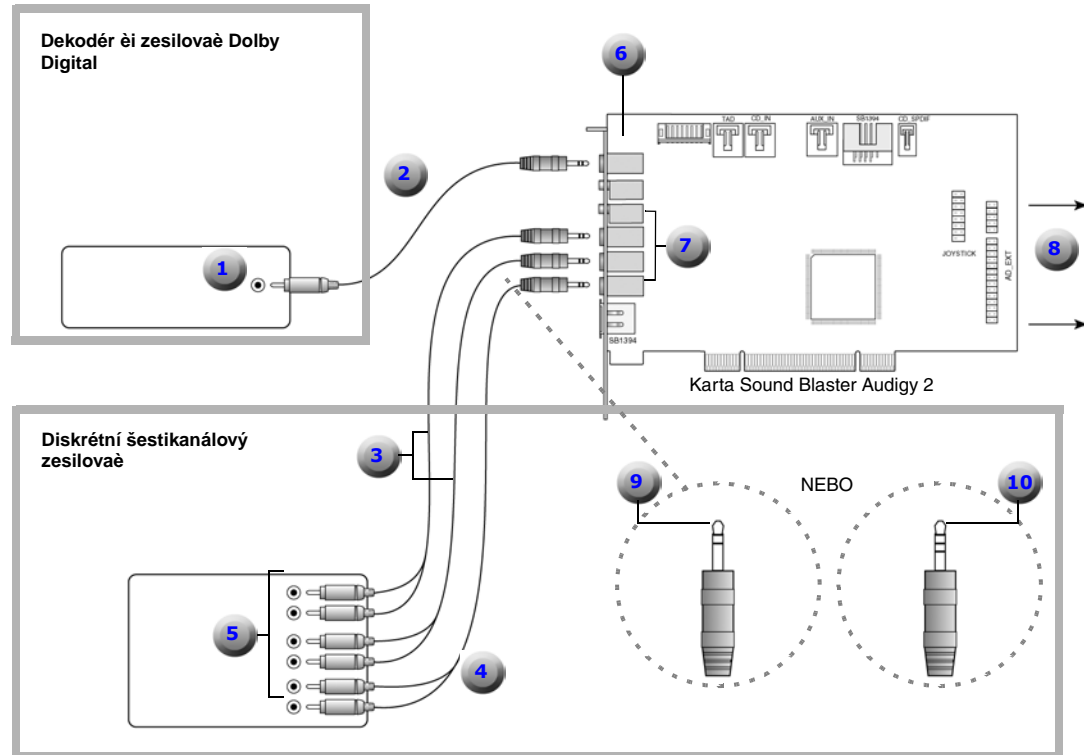 Dekodér èi zesilovaè Dolby
Digital
6
TAD
CD_IN
AUX_IN
SB1394
CD_SPDIF
2
7
8
1
JOYSTICK
AD_EXT
SB1394
Karta Sound Blaster Audigy 2
Diskrétní šestikanálový
zesilovaè
3
9
NEBO
10
5
4